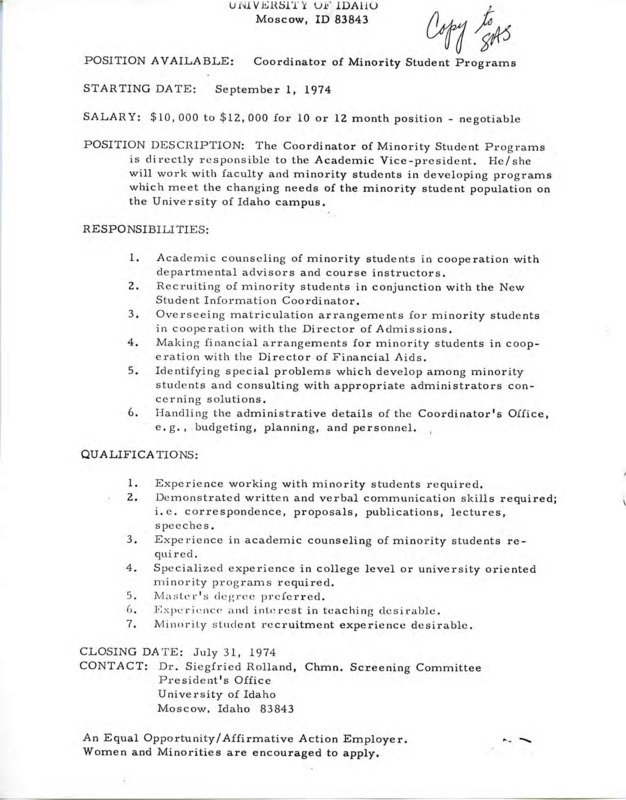 UNIVERSITY OF IDAHO
Moscow, ID 83843
Copy to SAS
POSITION AVAILABLE: Coordinator of Minority Student Programs
STARTING DATE: September 1, 1974
SALARY: $10,000 to $12,000 for 10 or 12 month position - negotiable
POSITION DESCRIPTION: The Coordinator of Minority Student Programs
is directly responsible to the Academic Vice-president. He/she
will work with faculty and minority students in developing programs
which meet the changing needs of the minority student population on
the University of Idaho campus.
RESPONSIBILITIES:
1. Academic counseling of minority students in cooperation with
departmental advisors and course instructors.
2. Recruiting of minority students in conjunction with the New
Student Information Coordinator.
3. Overseeing matriculation arrangements for minority students
in cooperation with the Director of Admissions.
4. Making financial arrangements for minority students in coop-
eration with the Director of Financial Aids.
5. Identifying special problems which develop among minority
students and consulting with appropriate administrators con-
cerning solutions.
6. Handling the administrative details of the Coordinator's Office,
e.g., budgeting, planning, and personnel.
QUALIFICATIONS:
1. Experience working with minority students required.
2. Demonstrated written and verbal communication skills required;
i.e. correspondence, proposals, publications, lectures,
speeches.
3. Experience in academic counseling of minority students re-
quired.
4. Specialized experience in college level or university oriented
minority programs required.
5. Master's degree preferred.
6. Experience and interest in teaching desirable.
7. Minority student recruitment experience desirable.
CLOSING DATE: July 31, 1974
CONTACT: Dr. Siegfried Rolland, Chmn. Screening Committee
President's Office
University of Idaho
Moscow, Idaho 83843
An Equal Opportunity/Affirmative Action Employer.
Women and Minorities are encouraged to apply.